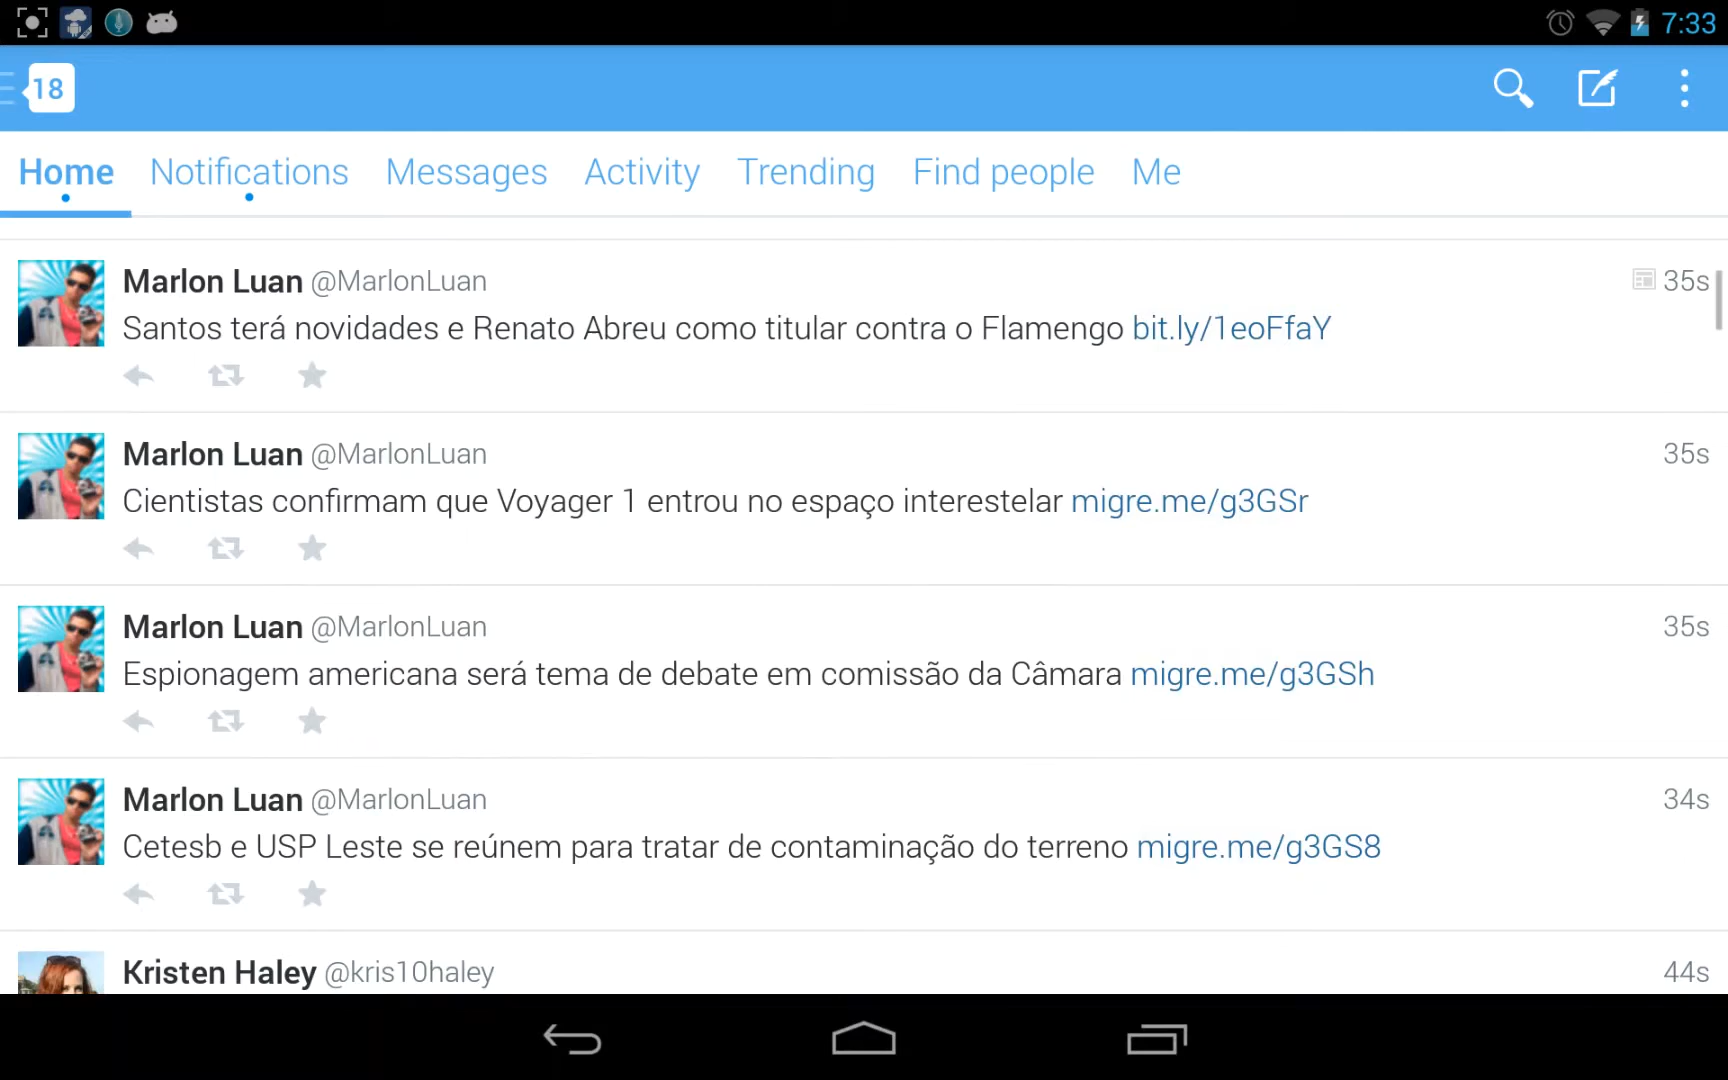 7:33
18
Home Notifications Messages Activity Trending Find people Me
Marlon Luan @MarlonLuan 35s
Santos terá novidades e Renato Abreu como titular contra o Flamengo bit.ly/1eoFfaY
Marlon Luan @MarlonLuan 35s
Cientistas confirmam que Voyager 1 entrou no espaço interestelar migre.me/g3GSr
Marlon Luan @MarlonLuan 35s
Espionagem americana será tema de debate em comissão da Câmara migre.me/g3GSh
Marlon Luan @MarlonLuan 34s
Cetesb e USP Leste se reúnem para tratar de contaminação do terreno migre.me/g3GS8
Kristen Haley @kris10haley 44s